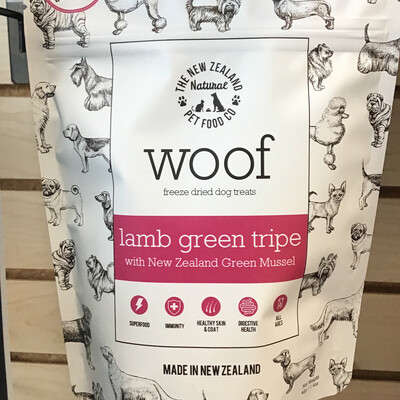 THE NEW ZEALAND
Natural
PET FOOD CO
woof
freeze dried dog treats
lamb green tripe
with New Zealand Green Mussel
SUPERFOOD
IMMUNITY
HEALTHY SKIN
& COAT
DIGESTIVE
HEALTH
ALL
AGES
MADE IN NEW ZEALAND